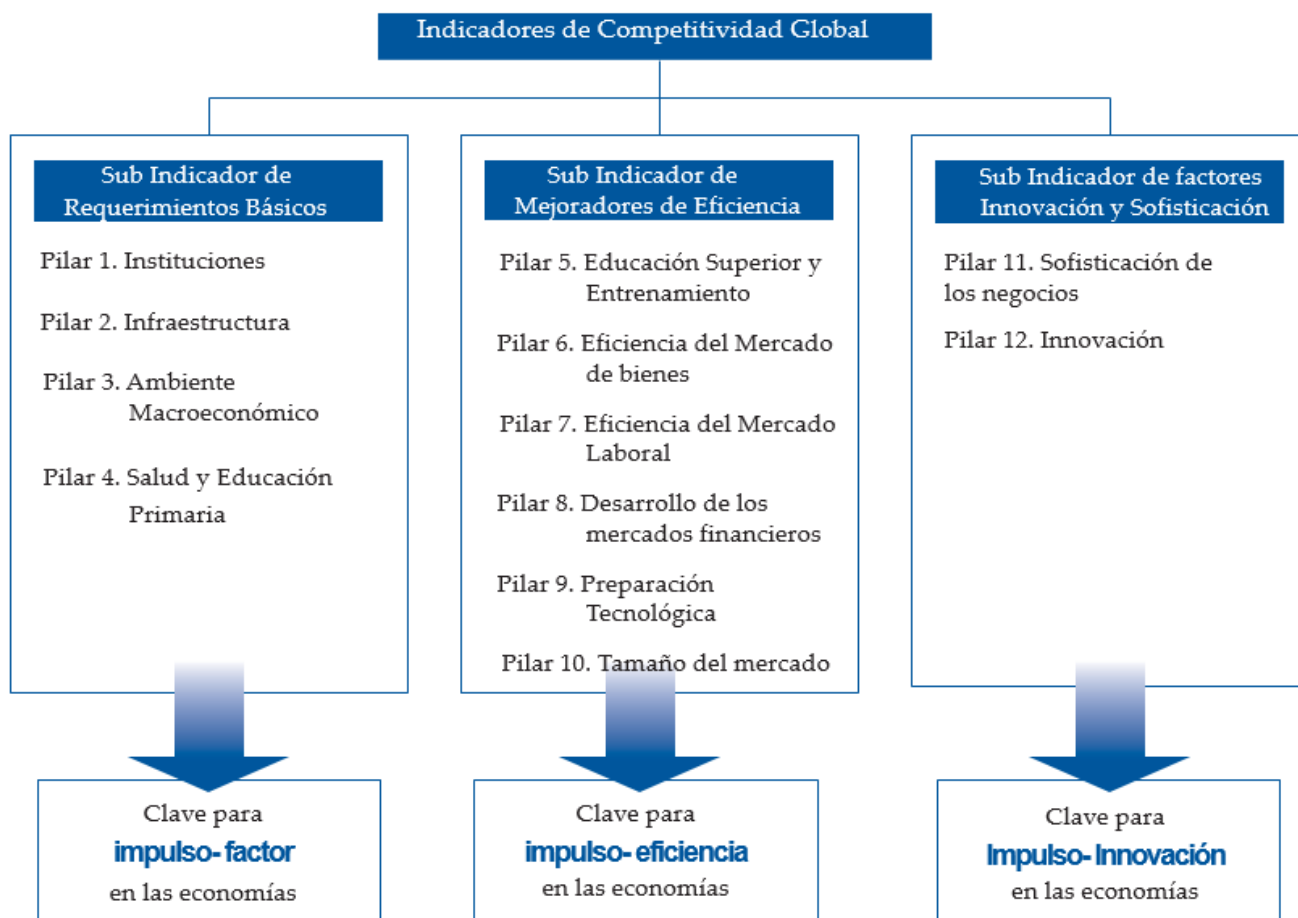 Indicadores de Competitividad Global
Sub Indicador de
Requerimientos Básicos
Pilar 1. Instituciones
Pilar 2. Infraestructura
Pilar 3. Ambiente
Macroeconómico
Pilar 4. Salud y Educación
Primaria
Clave para
impulso-factor
en las economías
Sub Indicador de
Mejoradores de Eficiencia
Pilar 5. Educación Superior y
Entrenamiento
Pilar 6. Eficiencia del Mercado
de bienes
Pilar 7. Eficiencia del Mercado
Laboral
Pilar 8. Desarrollo de los
mercados financieros
Pilar 9. Preparación
Tecnológica
Pilar 10. Tamaño del mercado
Clave para
impulso-eficiencia
en las economías
Sub Indicador de factores
Innovación y Sofisticación
Pilar 11. Sofisticación de
los negocios
Pilar 12. Innovación
Clave para
Impulso-Innovación
en las economías